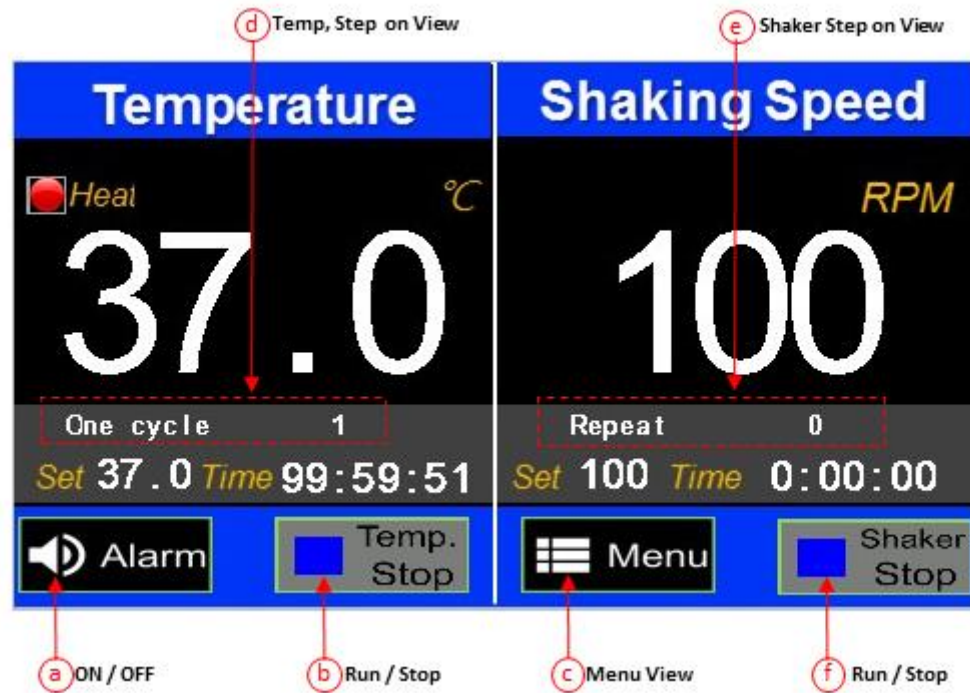 d Temp, Step on View
e Shaker Step on View
Temperature
Shaking Speed
Heat
℃
RPM
37.0
100
One cycle 1
Repeat 0
Set 37.0 Time 99:59:51
Set 100 Time 0:00:00
Alarm
Temp.
Stop
Menu
Shaker
Stop
a ON / OFF
b Run / Stop
c Menu View
f Run / Stop